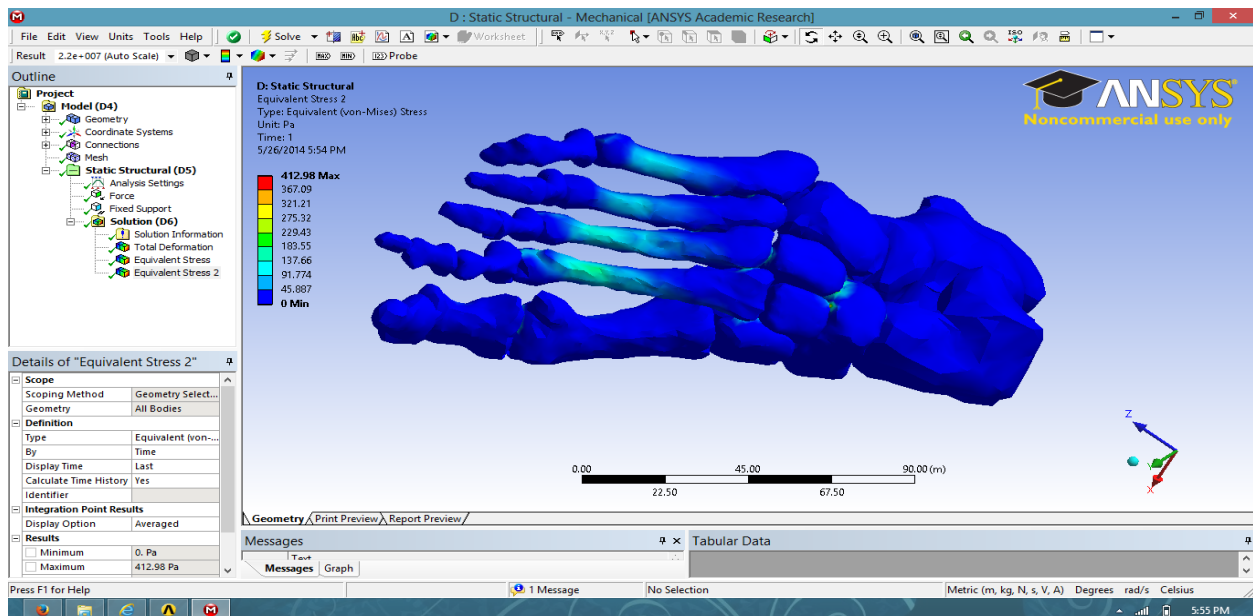 D : Static Structural - Mechanical [ANSYS Academic Research]
File Edit View Units Tools Help Solve Worksheet
Result 2.2e+007 (Auto Scale) MAX MIN Probe
Outline
Project
Model (D4)
Geometry
Coordinate Systems
Connections
Mesh
Static Structural (D5)
Analysis Settings
Force
Fixed Support
Solution (D6)
Solution Information
Total Deformation
Equivalent Stress
Equivalent Stress 2
Details of "Equivalent Stress 2"
Scope
Scoping Method Geometry Select...
Geometry All Bodies
Definition
Type Equivalent (von-...
By Time
Display Time Last
Calculate Time History Yes
Identifier
Integration Point Results
Display Option Averaged
Results
Minimum 0. Pa
Maximum 412.98 Pa
D: Static Structural
Equivalent Stress 2
Type: Equivalent (von-Mises) Stress
Unit: Pa
Time: 1
5/26/2014 5:54 PM
412.98 Max
367.09
321.21
275.32
229.43
183.55
137.66
91.774
45.887
0 Min
ANSYS
Noncommercial use only
0.00 45.00 90.00 (m)
22.50 67.50
Z
Y
X
Geometry Print Preview Report Preview
Messages
Text
Messages Graph
Tabular Data
Press F1 for Help 1 Message No Selection Metric (m, kg, N, s, V, A) Degrees rad/s Celsius
5:55 PM